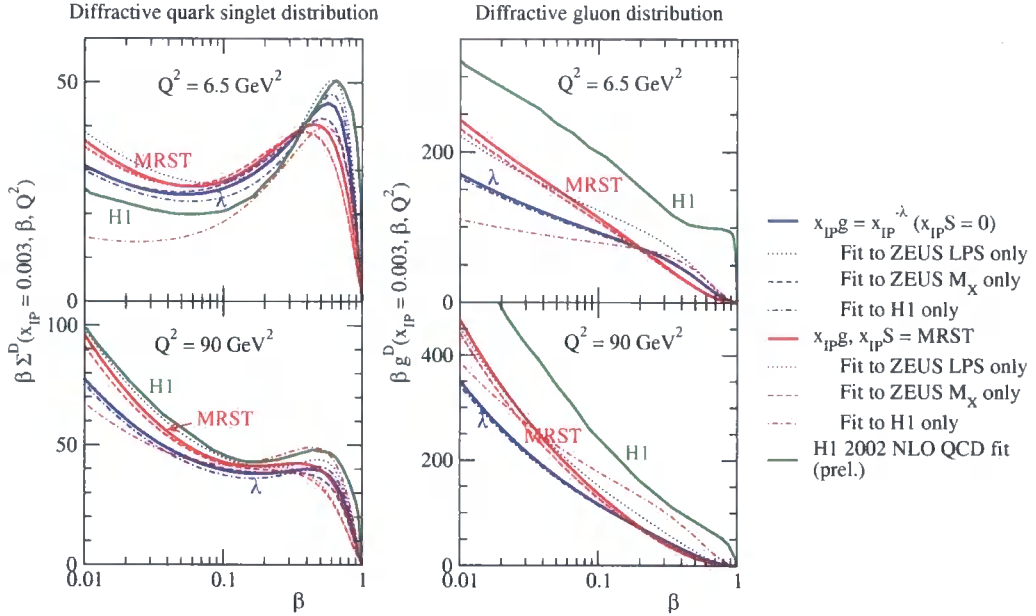 Diffractive quark singlet distribution
Diffractive gluon distribution
β Σ^D(x_IP = 0.003, β, Q^2)
50
25
0
Q^2 = 6.5 GeV^2
MRST
λ
H1
100
50
0
Q^2 = 90 GeV^2
H1
MRST
λ
0.01
0.1
1
β
β g^D(x_IP = 0.003, β, Q^2)
200
0
Q^2 = 6.5 GeV^2
MRST
H1
λ
400
200
0
Q^2 = 90 GeV^2
λ
MRST
H1
0.01
0.1
1
β
x_IP g = x_IP^-λ (x_IP S = 0)
Fit to ZEUS LPS only
Fit to ZEUS M_X only
Fit to H1 only
x_IP g, x_IP S = MRST
Fit to ZEUS LPS only
Fit to ZEUS M_X only
Fit to H1 only
H1 2002 NLO QCD fit
(prel.)